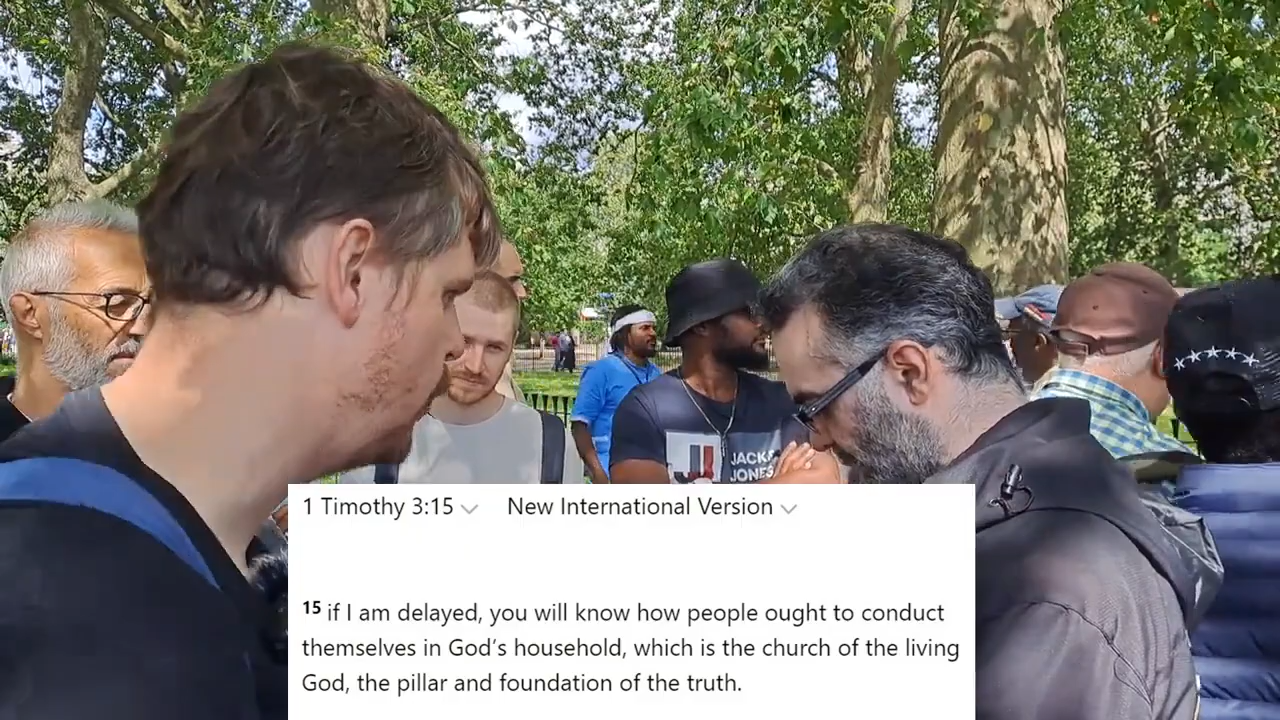 JACK&
JONES
1 Timothy 3:15 New International Version
15 if I am delayed, you will know how people ought to conduct
themselves in God's household, which is the church of the living
God, the pillar and foundation of the truth.